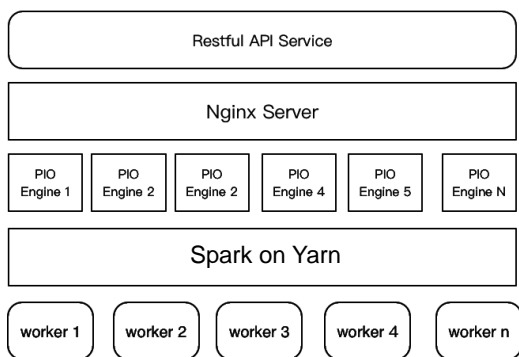 Restful API Service
Nginx Server
PIO
Engine 1
PIO
Engine 2
PIO
Engine 2
PIO
Engine 4
PIO
Engine 5
PIO
Engine N
Spark on Yarn
worker 1
worker 2
worker 3
worker 4
worker n